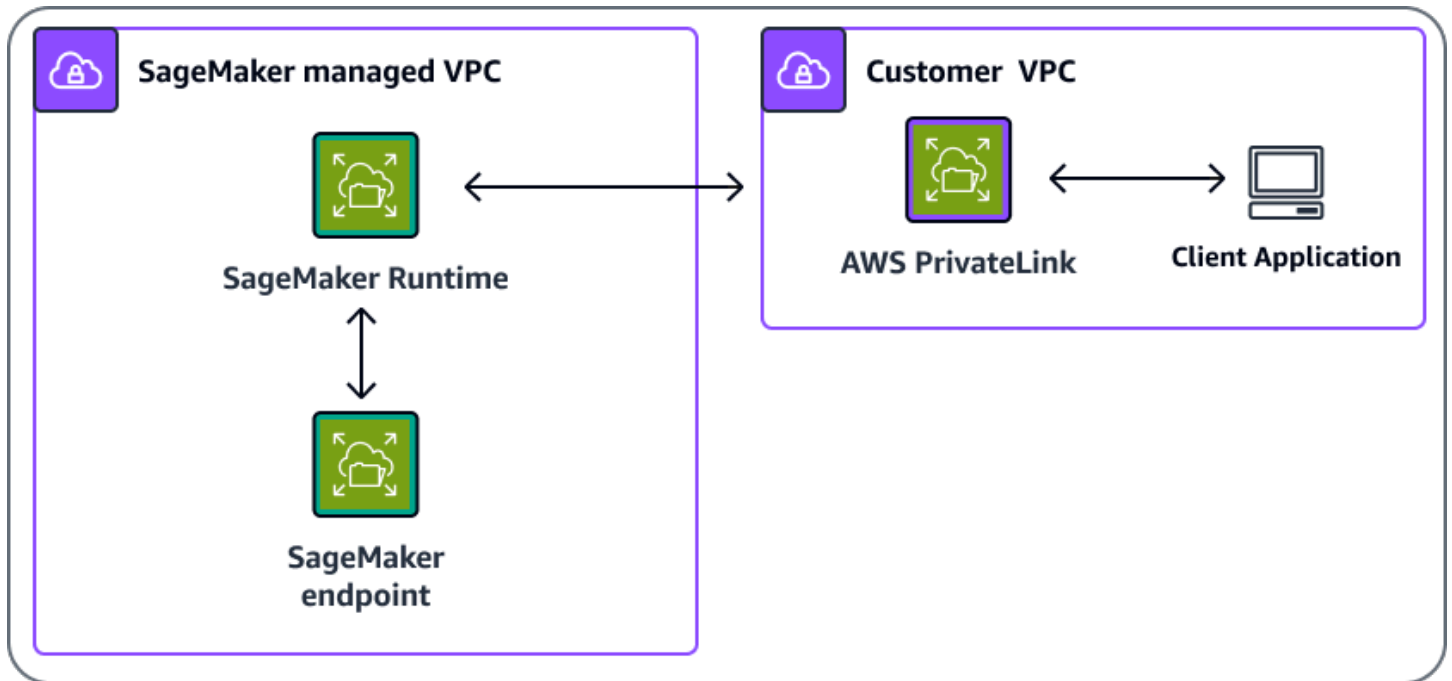 SageMaker managed VPC
SageMaker Runtime
SageMaker
endpoint
Customer VPC
AWS PrivateLink
Client Application